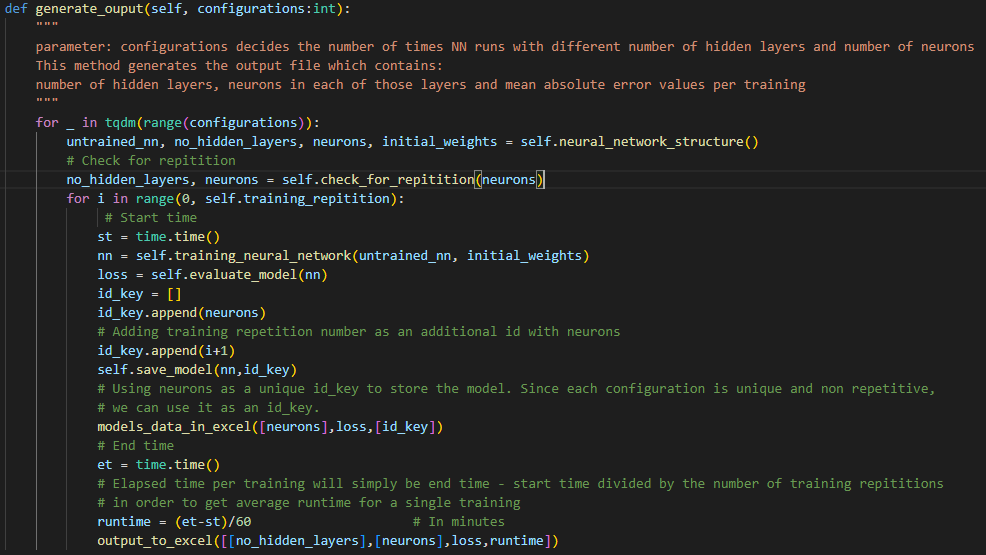 def generate_ouput(self, configurations:int):
"""
parameter: configurations decides the number of times NN runs with different number of hidden layers and number of neurons
This method generates the output file which contains:
number of hidden layers, neurons in each of those layers and mean absolute error values per training
"""
for _ in tqdm(range(configurations)):
untrained_nn, no_hidden_layers, neurons, initial_weights = self.neural_network_structure()
# Check for repitition
no_hidden_layers, neurons = self.check_for_repitition(neurons)
for i in range(0, self.training_repitition):
# Start time
st = time.time()
nn = self.training_neural_network(untrained_nn, initial_weights)
loss = self.evaluate_model(nn)
id_key = []
id_key.append(neurons)
# Adding training repetition number as an additional id with neurons
id_key.append(i+1)
self.save_model(nn,id_key)
# Using neurons as a unique id_key to store the model. Since each configuration is unique and non repetitive,
# we can use it as an id_key.
models_data_in_excel([neurons],loss,[id_key])
# End time
et = time.time()
# Elapsed time per training will simply be end time - start time divided by the number of training repititions
# in order to get average runtime for a single training
runtime = (et-st)/60 # In minutes
output_to_excel([[no_hidden_layers],[neurons],loss,runtime])